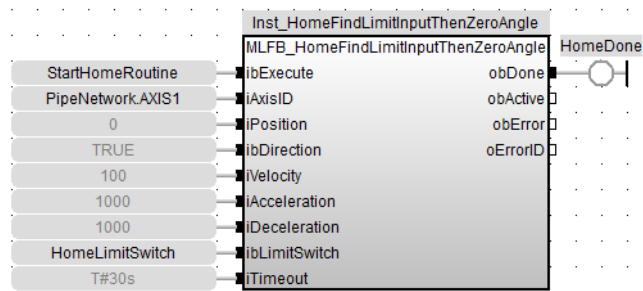 Inst_HomeFindLimitInputThenZeroAngle
MLFB_HomeFindLimitInputThenZeroAngle HomeDone
StartHomeRoutine ibExecute obDone
PipeNetwork.AXIS1 iAxisID obActive
0 iPosition obError
TRUE ibDirection oErrorID
100 iVelocity
1000 iAcceleration
1000 iDeceleration
HomeLimitSwitch ibLimitSwitch
T#30s iTimeout